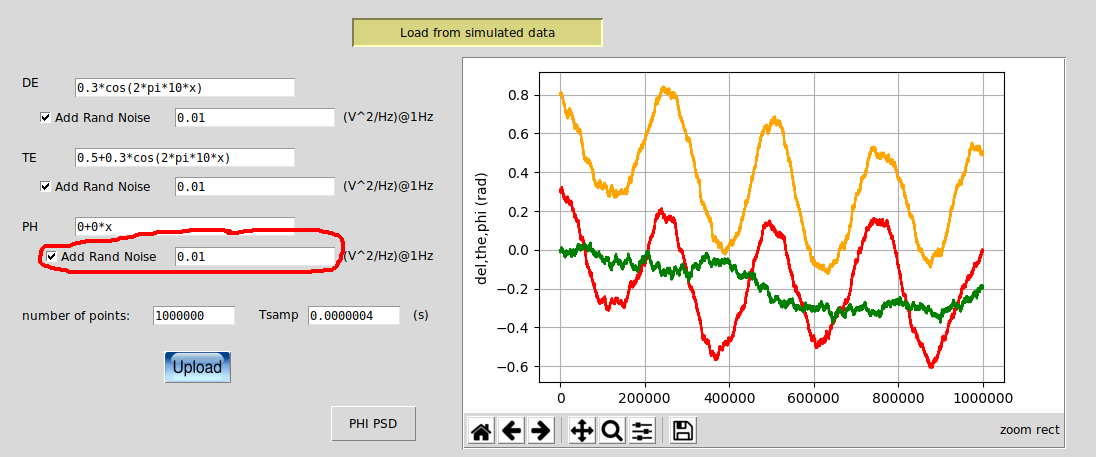 Load from simulated data
DE
0.3*cos(2*pi*10*x)
Add Rand Noise 0.01 (V^2/Hz)@1Hz
TE
0.5+0.3*cos(2*pi*10*x)
Add Rand Noise 0.01 (V^2/Hz)@1Hz
PH
0+0*x
Add Rand Noise 0.01 (V^2/Hz)@1Hz
number of points: 1000000 Tsamp 0.0000004 (s)
Upload
PHI PSD
del,the,phi (rad)
0.8
0.6
0.4
0.2
0.0
−0.2
−0.4
−0.6
0 200000 400000 600000 800000 1000000
zoom rect